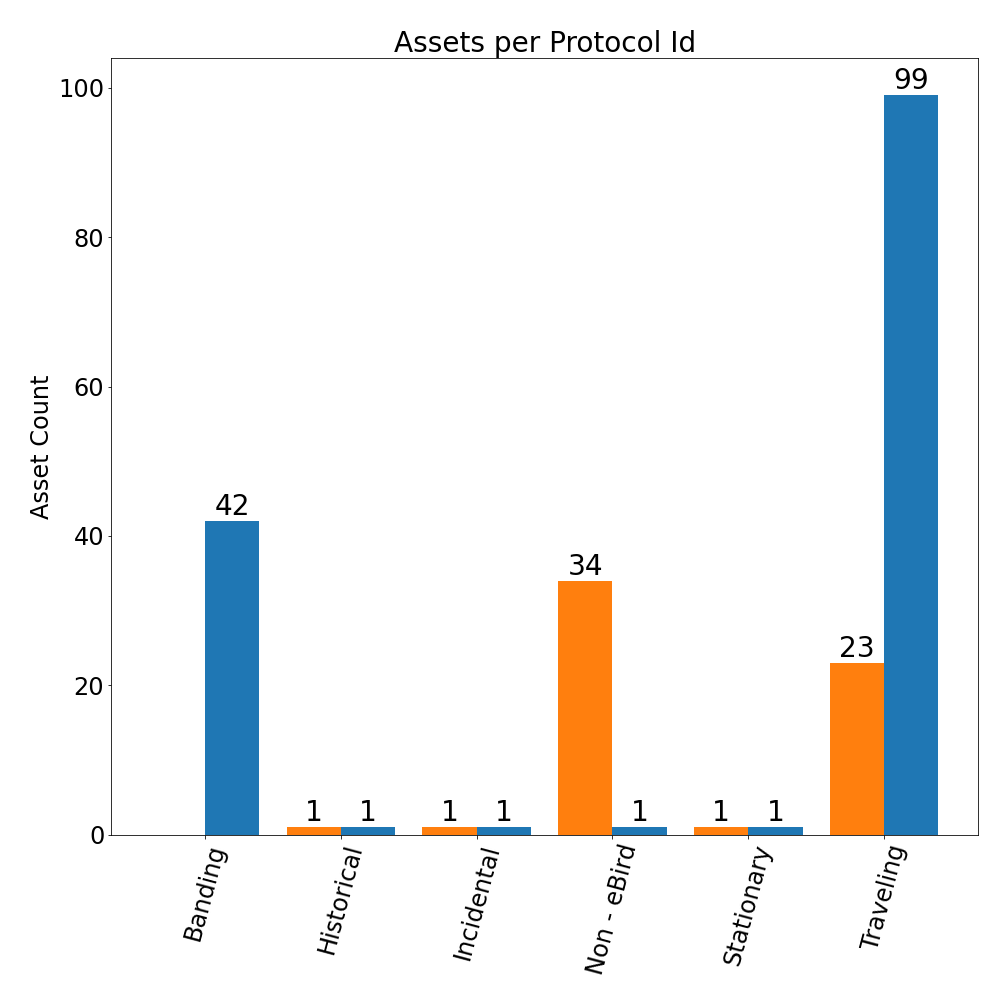 Assets per Protocol Id
Asset Count
100
80
60
40
20
0
42
1 1
1 1
34 1
1 1
23 99
Banding
Historical
Incidental
Non - eBird
Stationary
Traveling